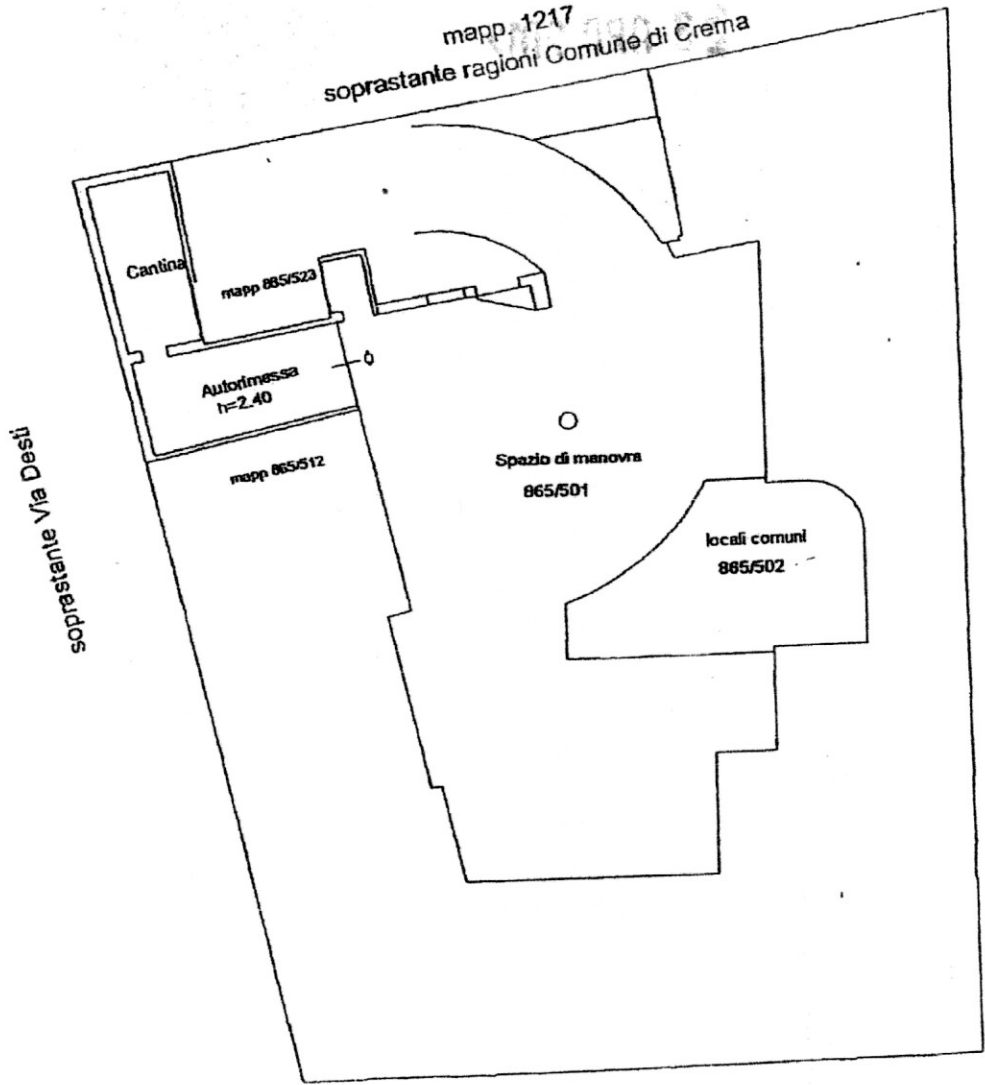 mapp. 1217
soprastante ragioni Comune di Crema
Cantina
mapp 865/523
Autorimessa
h=2.40
mapp 865/512
soprastante Via Desti
Spazio di manovra
865/501
locali comuni
865/502